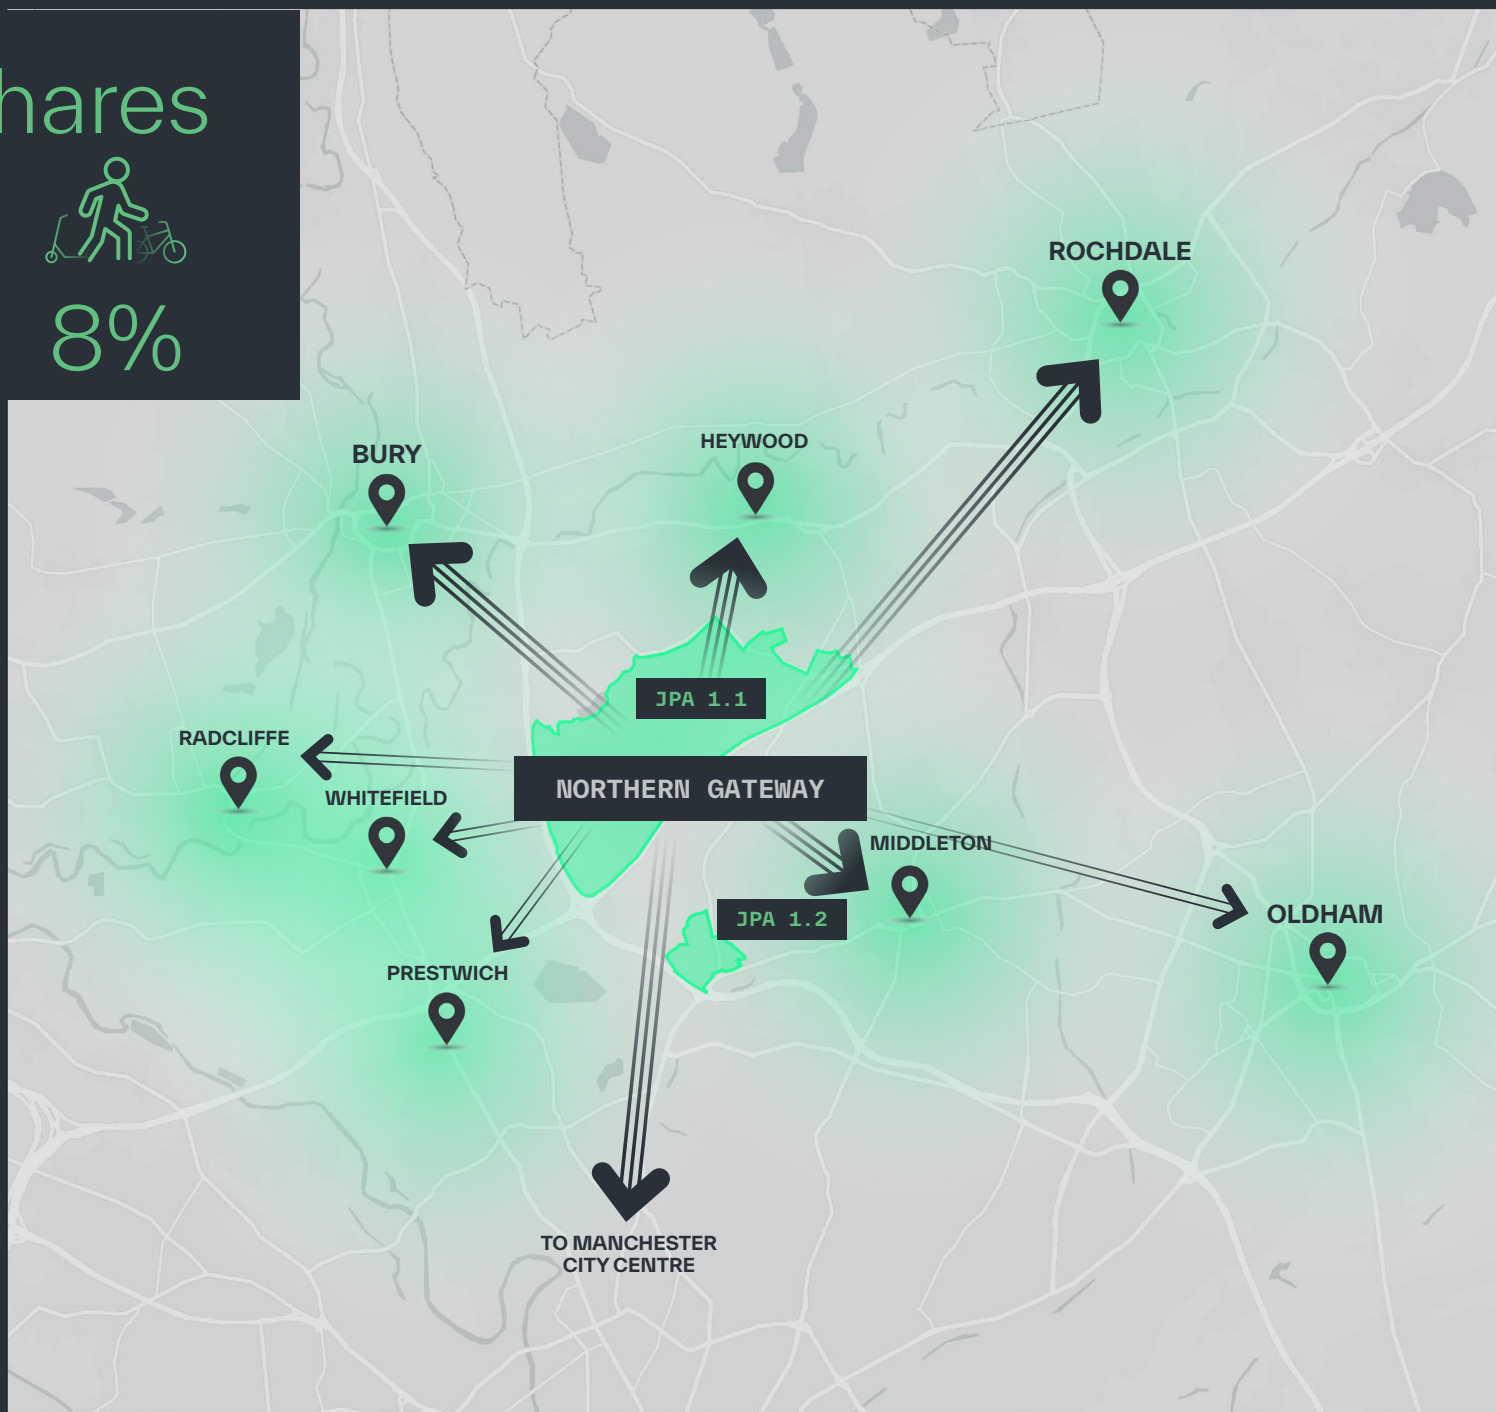 hares
8%
ROCHDALE
HEYWOOD
BURY
JPA 1.1
RADCLIFFE
NORTHERN GATEWAY
WHITEFIELD
MIDDLETON
OLDHAM
JPA 1.2
PRESTWICH
TO MANCHESTER
CITY CENTRE